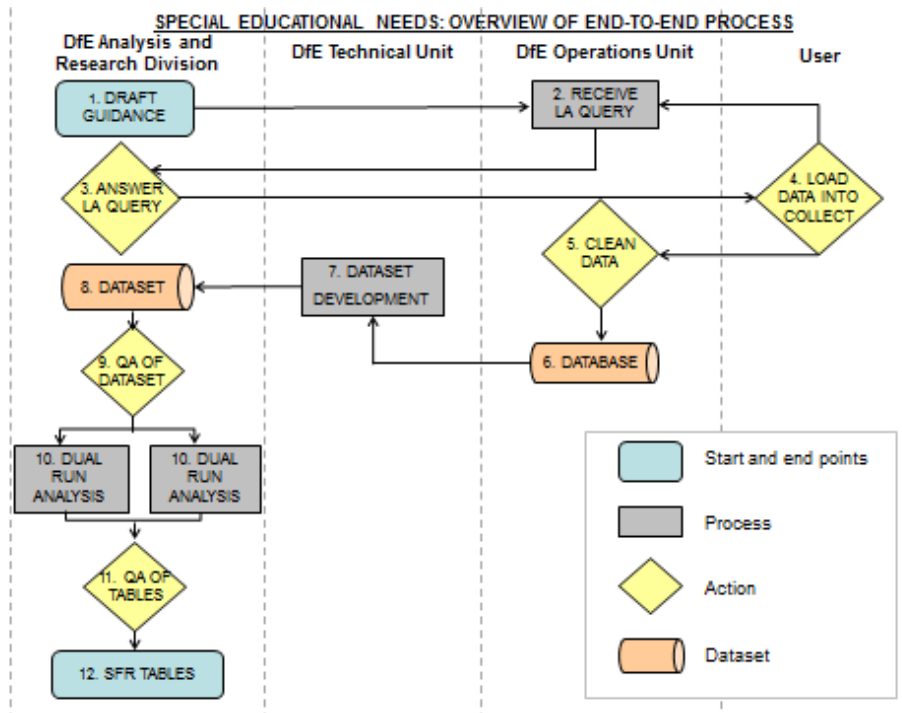 SPECIAL EDUCATIONAL NEEDS: OVERVIEW OF END-TO-END PROCESS
DfE Analysis and
Research Division
DfE Technical Unit
DfE Operations Unit
User
1. DRAFT
GUIDANCE
2. RECEIVE
LA QUERY
3. ANSWER
LA QUERY
4. LOAD
DATA INTO
COLLECT
5. CLEAN
DATA
6. DATABASE
7. DATASET
DEVELOPMENT
8. DATASET
9. QA OF
DATASET
10. DUAL
RUN
ANALYSIS
10. DUAL
RUN
ANALYSIS
11. QA OF
TABLES
12. SFR TABLES
Start and end points
Process
Action
Dataset